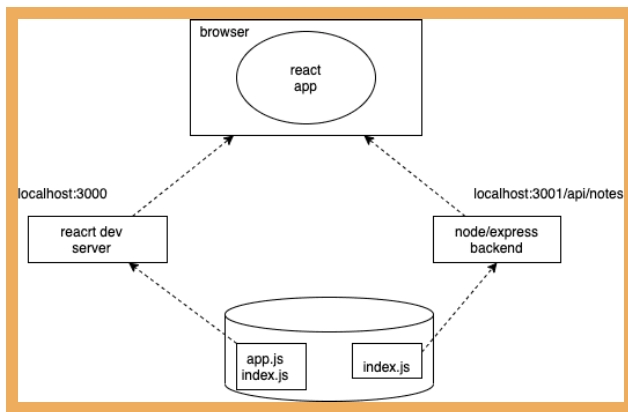 browser
react
app
localhost:3000
localhost:3001/api/notes
reacrt dev
server
node/express
backend
app.js
index.js
index.js